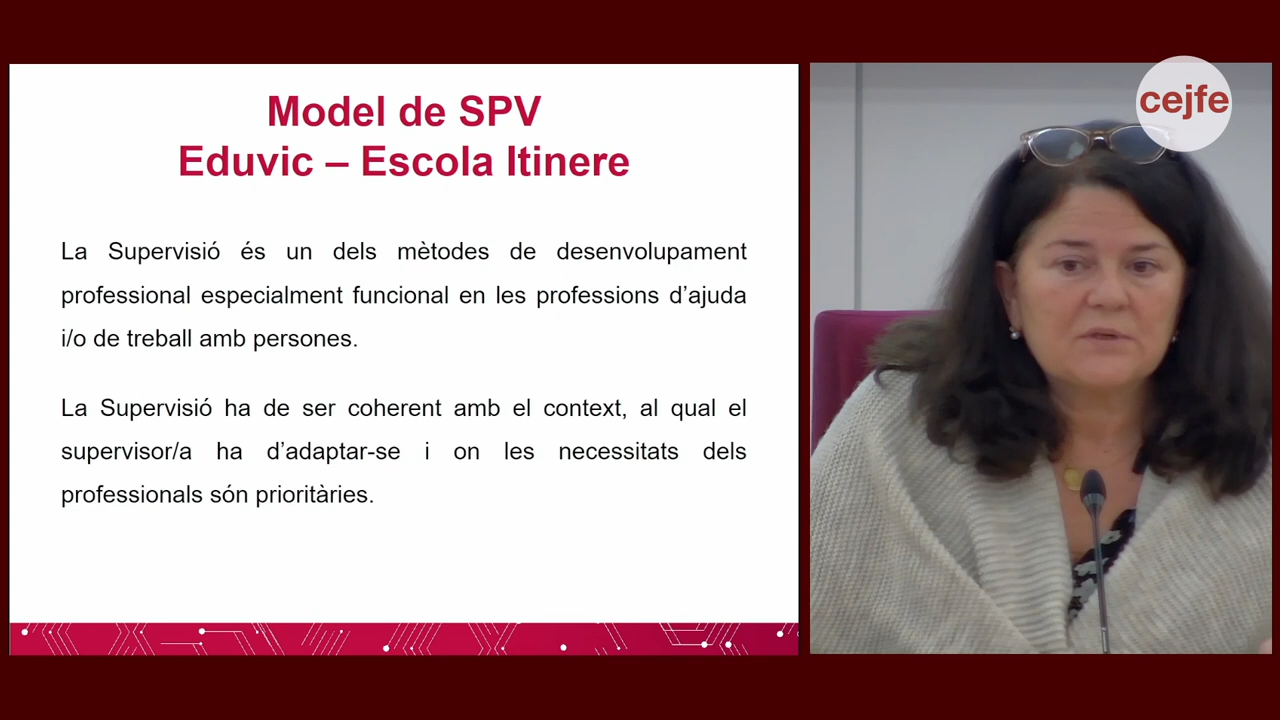 Model de SPV
Eduvic – Escola Itinere
La Supervisió és un dels mètodes de desenvolupament
professional especialment funcional en les professions d’ajuda
i/o de treball amb persones.
La Supervisió ha de ser coherent amb el context, al qual el
supervisor/a ha d’adaptar-se i on les necessitats dels
professionals són prioritàries.
cejfe